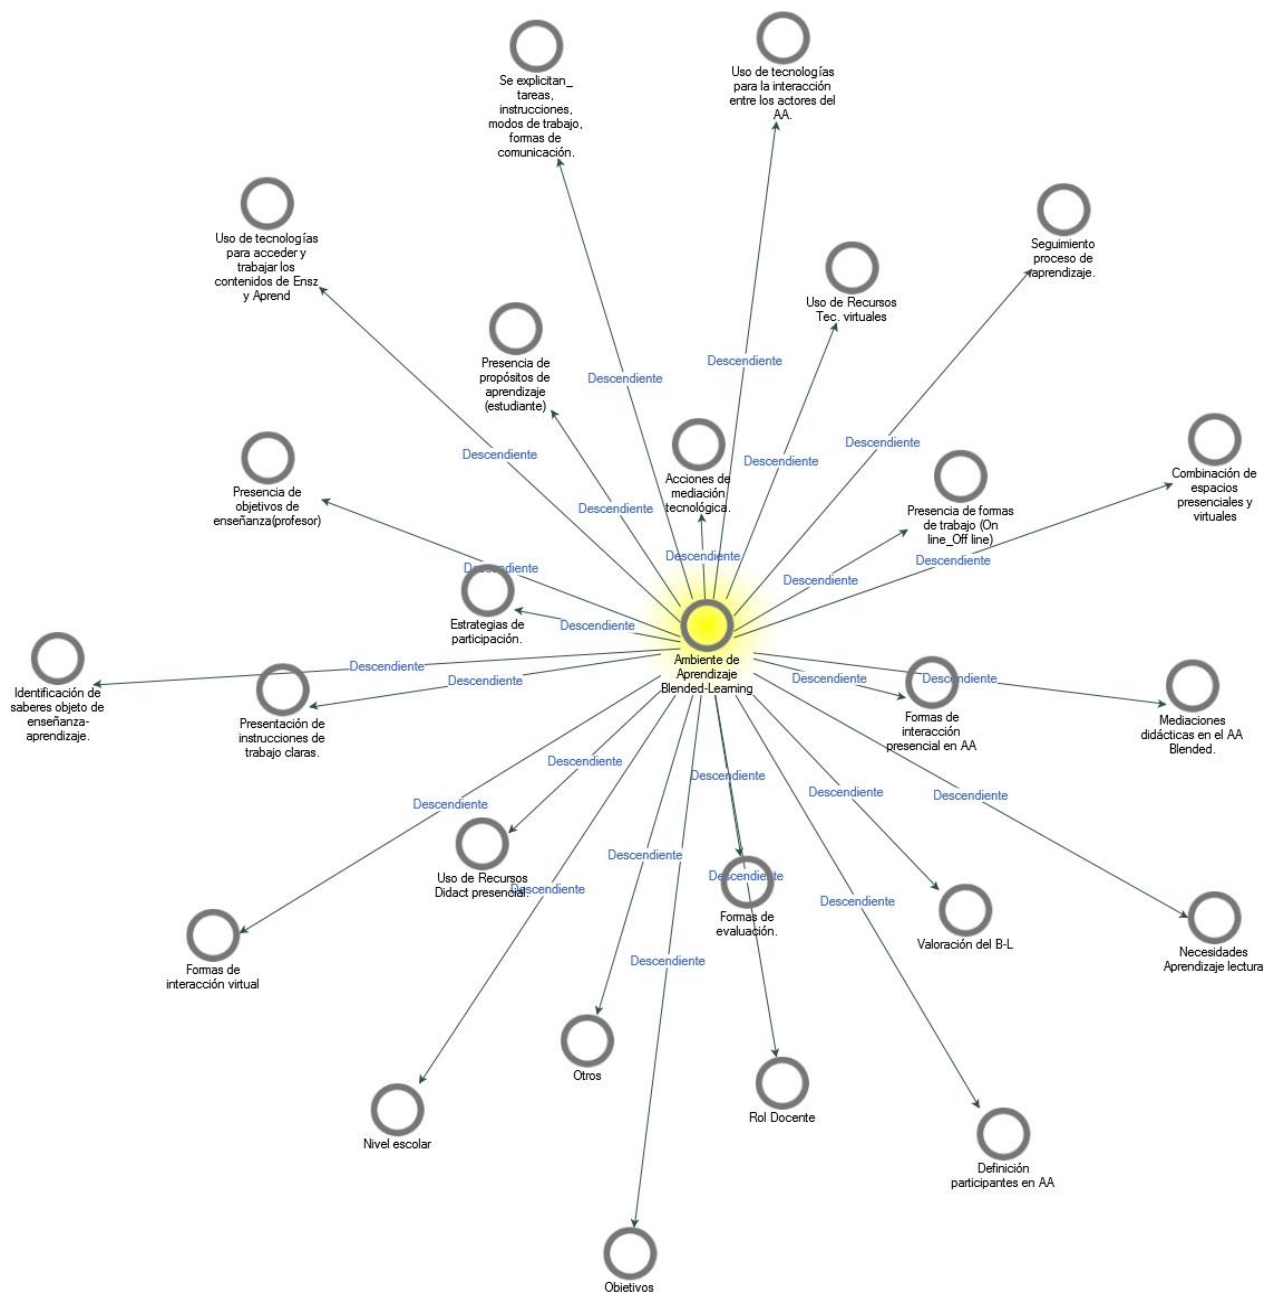 Se explicitan_
tareas,
instrucciones,
modos de trabajo,
formas de
comunicación.
Uso de tecnologías
para la interacción
entre los actores del
AA.
Uso de tecnologías
para acceder y
trabajar los
contenidos de Ensz
y Aprend
Seguimiento
proceso de
aprendizaje.
Uso de Recursos
Tec. virtuales
Presencia de
propósitos de
aprendizaje
(estudiante)
Descendiente
Descendiente
Descendiente
Descendiente
Descendiente
Acciones de
mediación
tecnológica.
Combinación de
espacios
presenciales y
virtuales
Presencia de
objetivos de
enseñanza(profesor)
Presencia de formas
de trabajo (On
line_Off line)
Descendiente
Descendiente
Descendiente
Descendiente
Descendiente
Estrategias de
participación.
Descendiente
Ambiente de
Aprendizaje
Blended-Learning
Descendiente
Identificación de
saberes objeto de
enseñanza-
aprendizaje.
Descendiente
Presentación de
instrucciones de
trabajo claras.
Descendiente
Descendiente
Formas de
interacción
presencial en AA
Mediaciones
didácticas en el AA
Blended.
Descendiente
Descendiente
Descendiente
Descendiente
Descendiente
Descendiente
Descendiente
Uso de Recursos
Didact presencial.
Descendiente
Descendiente
Descendiente
Formas de
evaluación.
Valoración del B-L
Necesidades
Aprendizaje lectura
Formas de
interacción virtual
Descendiente
Otros
Rol Docente
Nivel escolar
Definición
participantes en AA
Objetivos